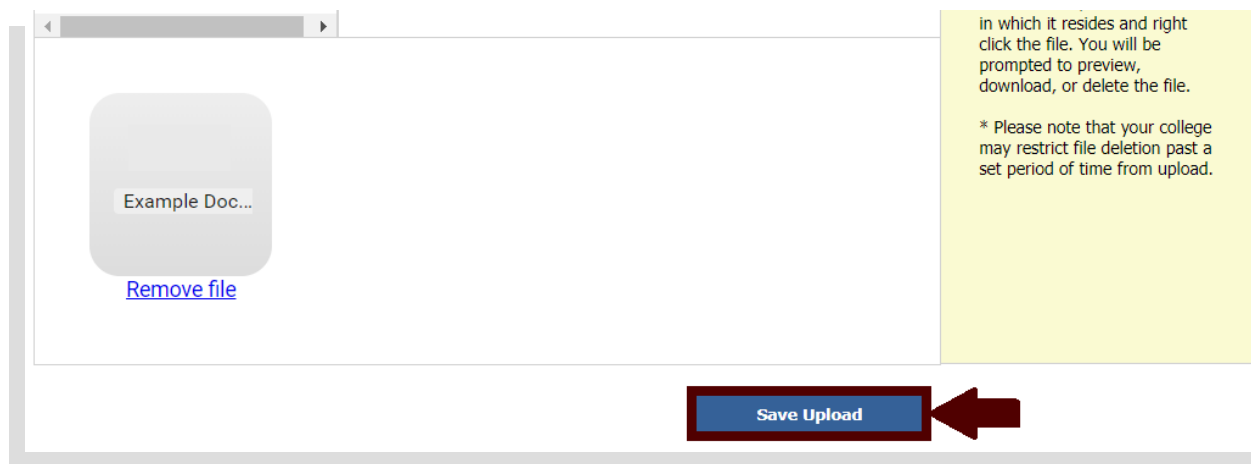 in which it resides and right
click the file. You will be
prompted to preview,
download, or delete the file.
* Please note that your college
may restrict file deletion past a
set period of time from upload.
Example Doc...
Remove file
Save Upload